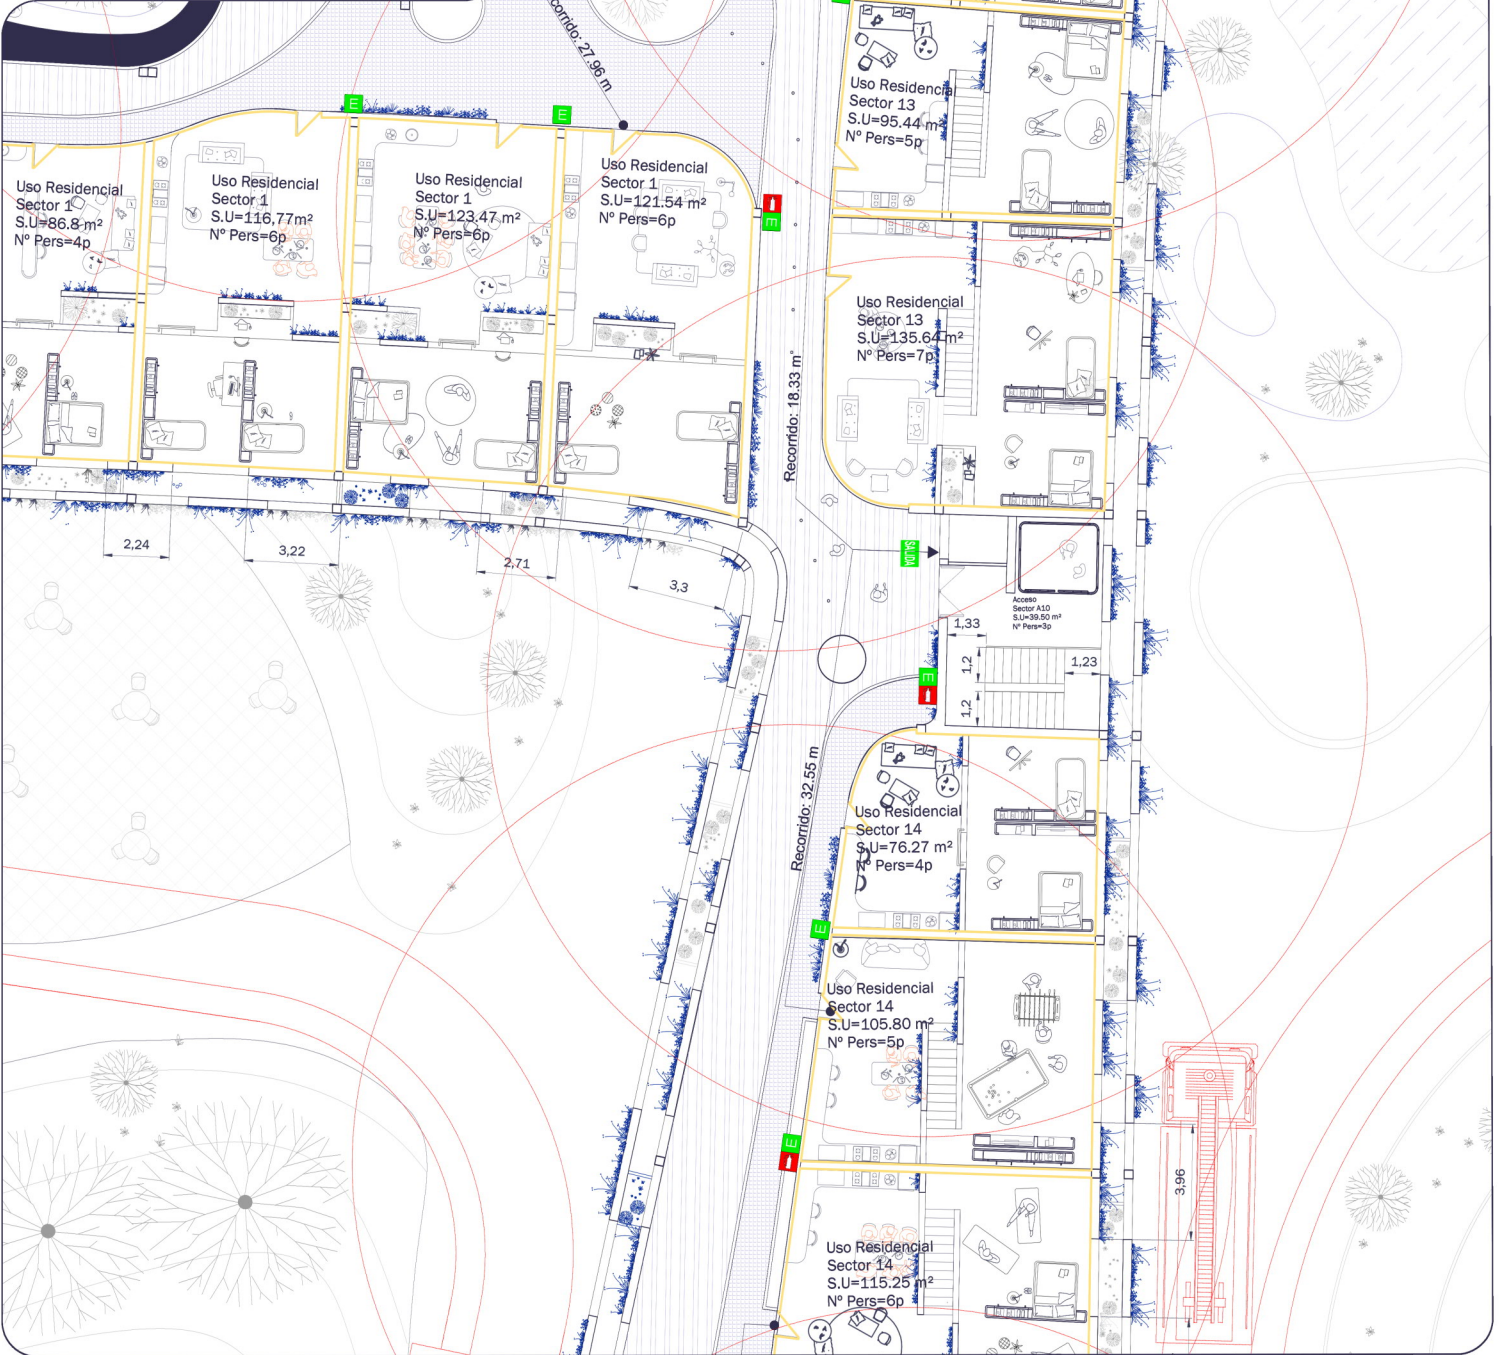 corrido: 27.96 m
E
E
Uso Residencial
Sector 1
S.U=86.8 m²
Nº Pers=4p
Uso Residencial
Sector 1
S.U=116,77m²
Nº Pers=6p
Uso Residencial
Sector 1
S.U=123.47 m²
Nº Pers=6p
Uso Residencial
Sector 1
S.U=121.54 m²
Nº Pers=6p
E
Uso Residencial
Sector 13
S.U=95.44 m²
Nº Pers=5p
Uso Residencial
Sector 13
S.U=135.64 m²
Nº Pers=7p
Recorrido: 18.33 m
2,24
3,22
2,71
3,3
SALIDA
Acceso
Sector A10
S.U=39.50 m²
Nº Pers=3p
1,33
1,2
1,23
1,2
E
Recorrido: 32.55 m
Uso Residencial
Sector 14
S.U=76.27 m²
Nº Pers=4p
E
Uso Residencial
Sector 14
S.U=105.80 m²
Nº Pers=5p
E
3,96
Uso Residencial
Sector 14
S.U=115.25 m²
Nº Pers=6p